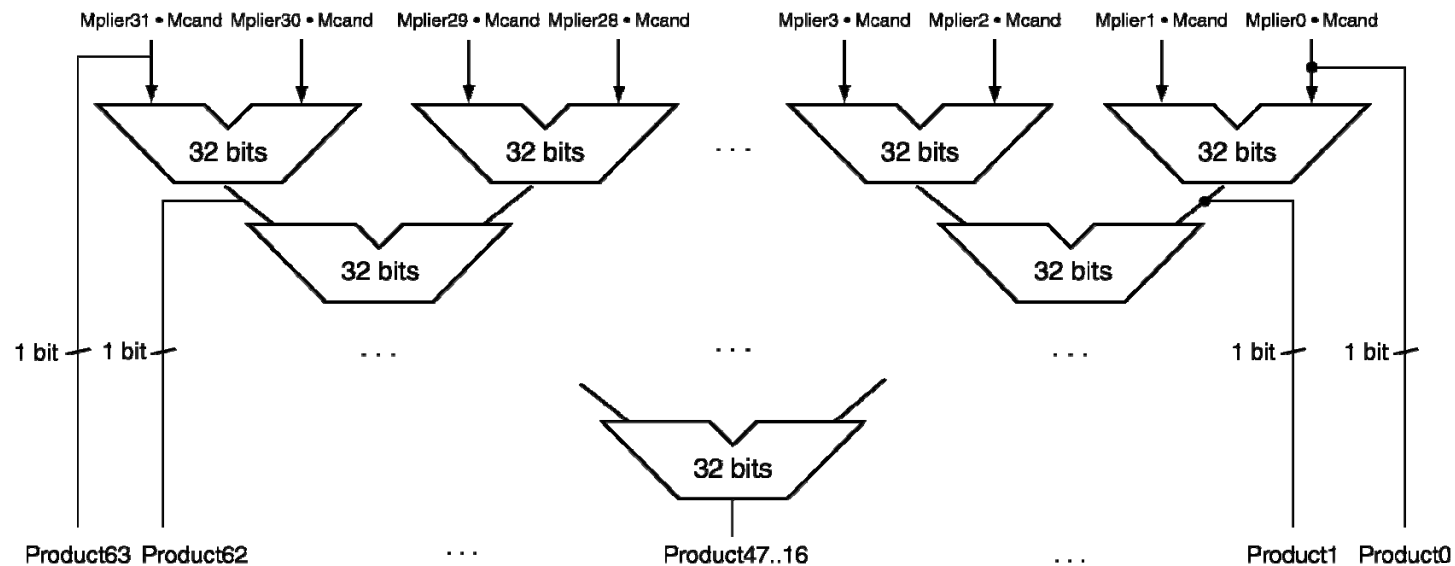 Mplier31 • Mcand Mplier30 • Mcand Mplier29 • Mcand Mplier28 • Mcand Mplier3 • Mcand Mplier2 • Mcand Mplier1 • Mcand Mplier0 • Mcand
32 bits 32 bits . . . 32 bits 32 bits
32 bits 32 bits
1 bit 1 bit . . . . . . . . . 1 bit 1 bit
32 bits
Product63 Product62 . . . Product47..16 . . . Product1 Product0